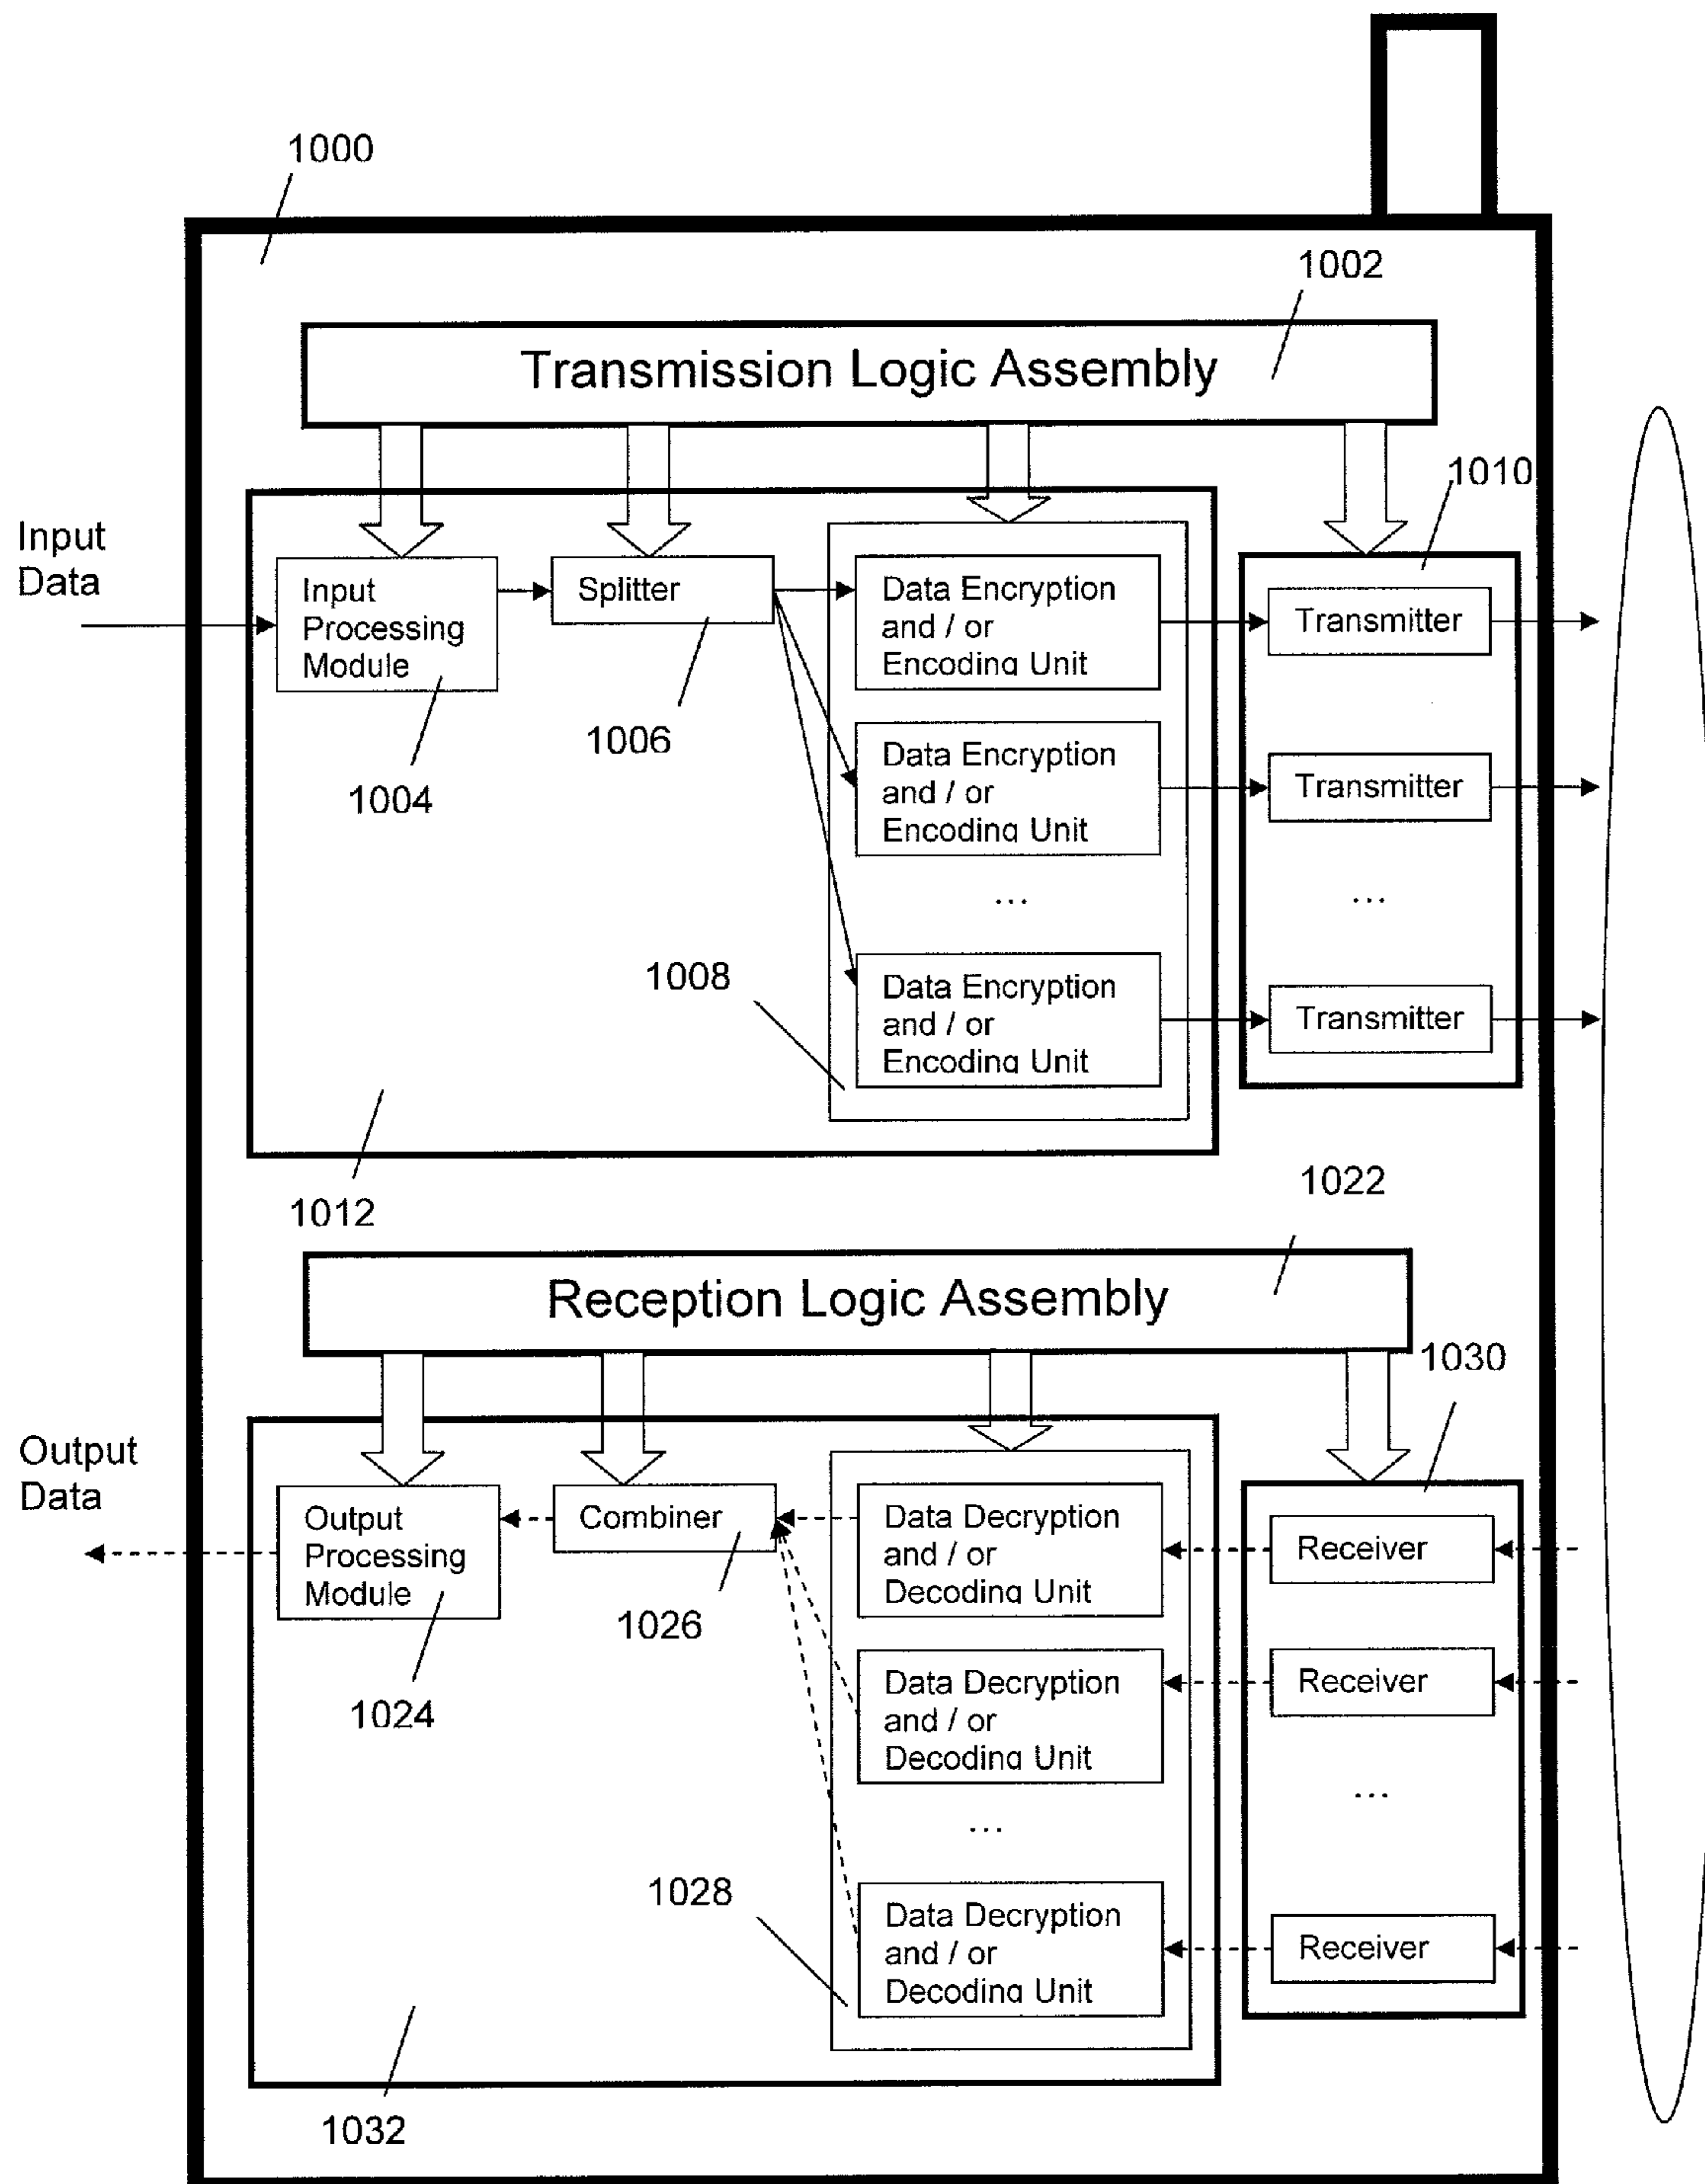 1000
1002
Transmission Logic Assembly
1010
Input
Data
Input
Processing
Module
Splitter
Data Encryption
and / or
Encoding Unit
Transmitter
1004
1006
Data Encryption
and / or
Encoding Unit
Transmitter
...
...
1008
Data Encryption
and / or
Encoding Unit
Transmitter
1012
1022
Reception Logic Assembly
1030
Output
Data
Output
Processing
Module
Combiner
Data Decryption
and / or
Decoding Unit
Receiver
1024
1026
Data Decryption
and / or
Decoding Unit
Receiver
...
...
1028
Data Decryption
and / or
Decoding Unit
Receiver
1032